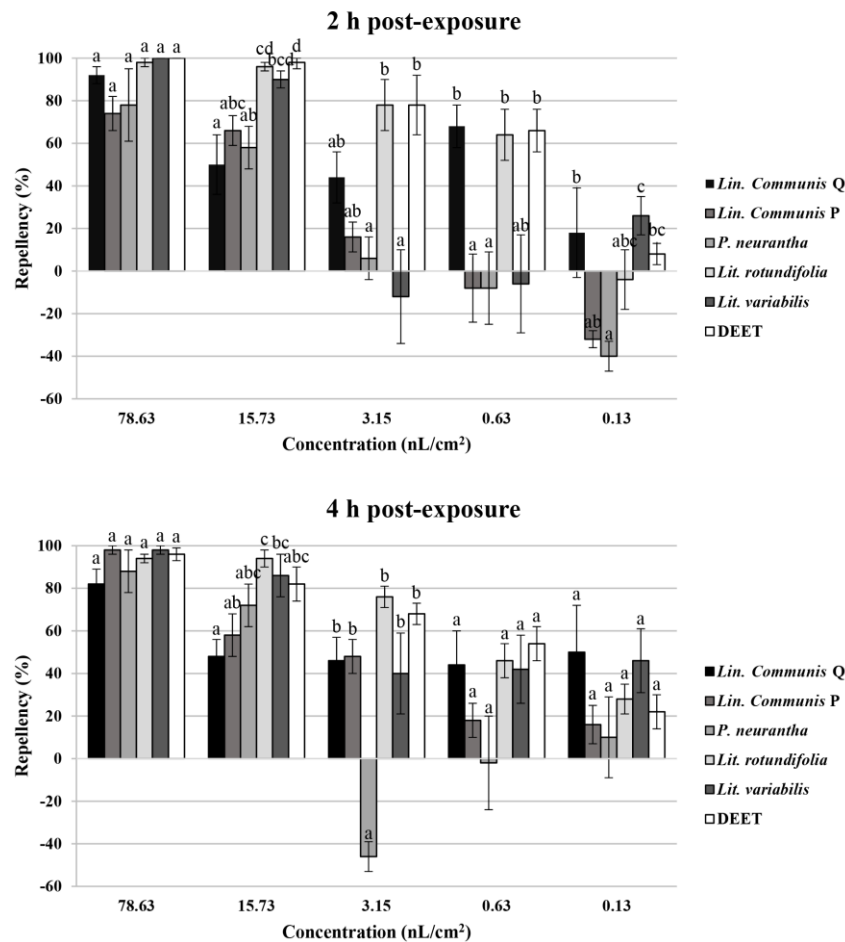 2 h post-exposure
100
80
60
40
20
0
-20
-40
-60
Repellency (%)
a a a a a a
a abc ab cd bcd d
ab ab a b a b
b a a b ab b
b ab a abc c bc
78.63 15.73 3.15 0.63 0.13
Concentration (nL/cm²)
Lin. Communis Q
Lin. Communis P
P. neurantha
Lit. rotundifolia
Lit. variabilis
DEET
4 h post-exposure
100
80
60
40
20
0
-20
-40
-60
Repellency (%)
a a a a a a
a ab abc c bc abc
b b a b b b
a a a a a a
a a a a a a
78.63 15.73 3.15 0.63 0.13
Concentration (nL/cm²)
Lin. Communis Q
Lin. Communis P
P. neurantha
Lit. rotundifolia
Lit. variabilis
DEET